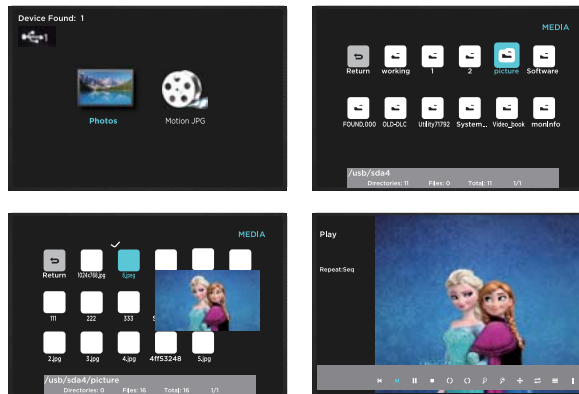 Device Found: 1
1
Photos
Motion JPG
MEDIA
Return
working
1
2
picture
Software
FOUND.000
OLD-DLC
Utility71792
System...
Video_book
moninfo
/usb/sda4
Directories: 11
Files: 0
Total: 11
1/1
MEDIA
Return
1024x768.jpg
6.jpeg
111
222
333
2.jpg
3.jpg
4.jpg
4ff53248
5.jpg
/usb/sda4/picture
Directories: 0
Files: 16
Total: 16
1/1
Play
Repeat:Seq